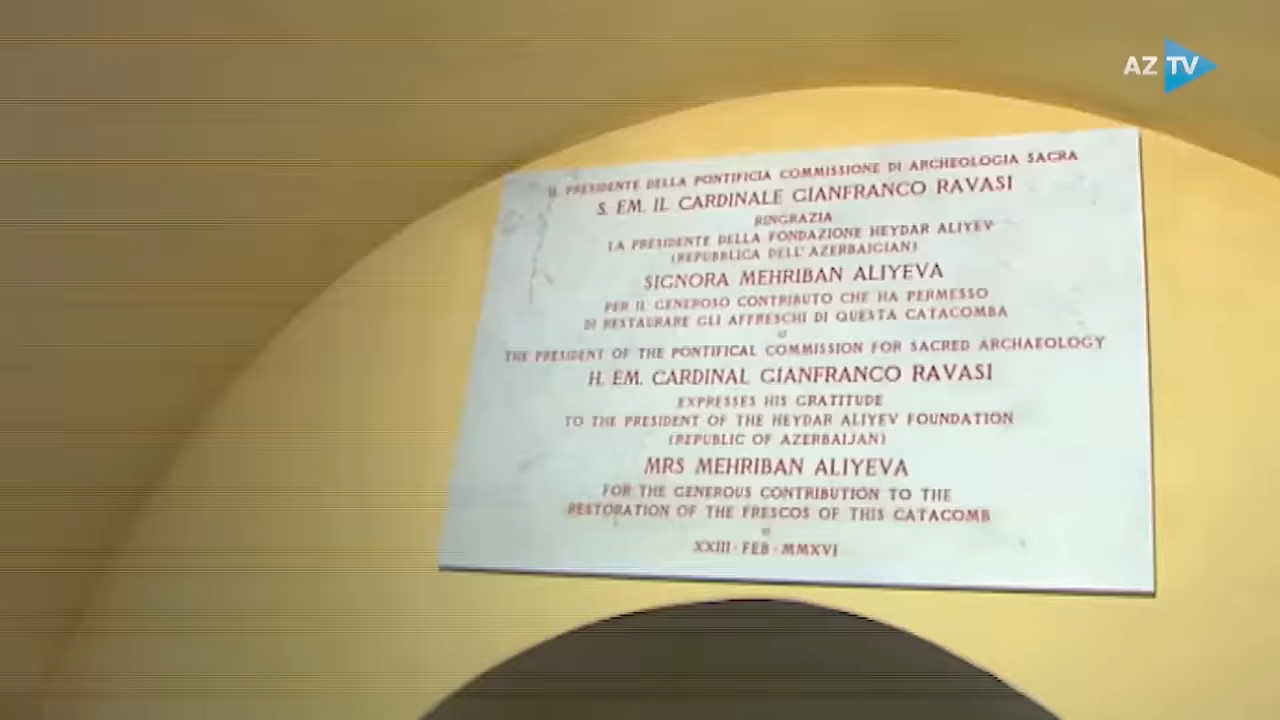 AZ TV
IL PRESIDENTE DELLA PONTIFICIA COMMISSIONE DI ARCHEOLOGIA SACRA
S. EM. IL CARDINALE GIANFRANCO RAVASI
RINGRAZIA
LA PRESIDENTE DELLA FONDAZIONE HEYDAR ALIYEV
(REPUBBLICA DELL'AZERBAIGIAN)
SIGNORA MEHRIBAN ALIYEVA
PER IL GENEROSO CONTRIBUTO CHE HA PERMESSO
DI RESTAURARE GLI AFFRESCHI DI QUESTA CATACOMBA
THE PRESIDENT OF THE PONTIFICAL COMMISSION FOR SACRED ARCHAEOLOGY
H. EM. CARDINAL GIANFRANCO RAVASI
EXPRESSES HIS GRATITUDE
TO THE PRESIDENT OF THE HEYDAR ALIYEV FOUNDATION
(REPUBLIC OF AZERBAIJAN)
MRS MEHRIBAN ALIYEVA
FOR THE GENEROUS CONTRIBUTION TO THE
RESTORATION OF THE FRESCOS OF THIS CATACOMB
XXIII · FEB · MMXVI